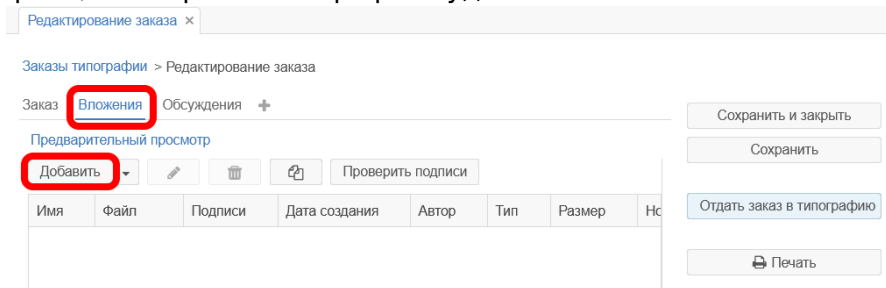 Редактирование заказа ×
Заказы типографии > Редактирование заказа
Заказ Вложения Обсуждения
Предварительный просмотр
Добавить
Проверить подписи
Имя Файл Подписи Дата создания Автор Тип Размер
Сохранить и закрыть
Сохранить
Отдать заказ в типографию
Печать